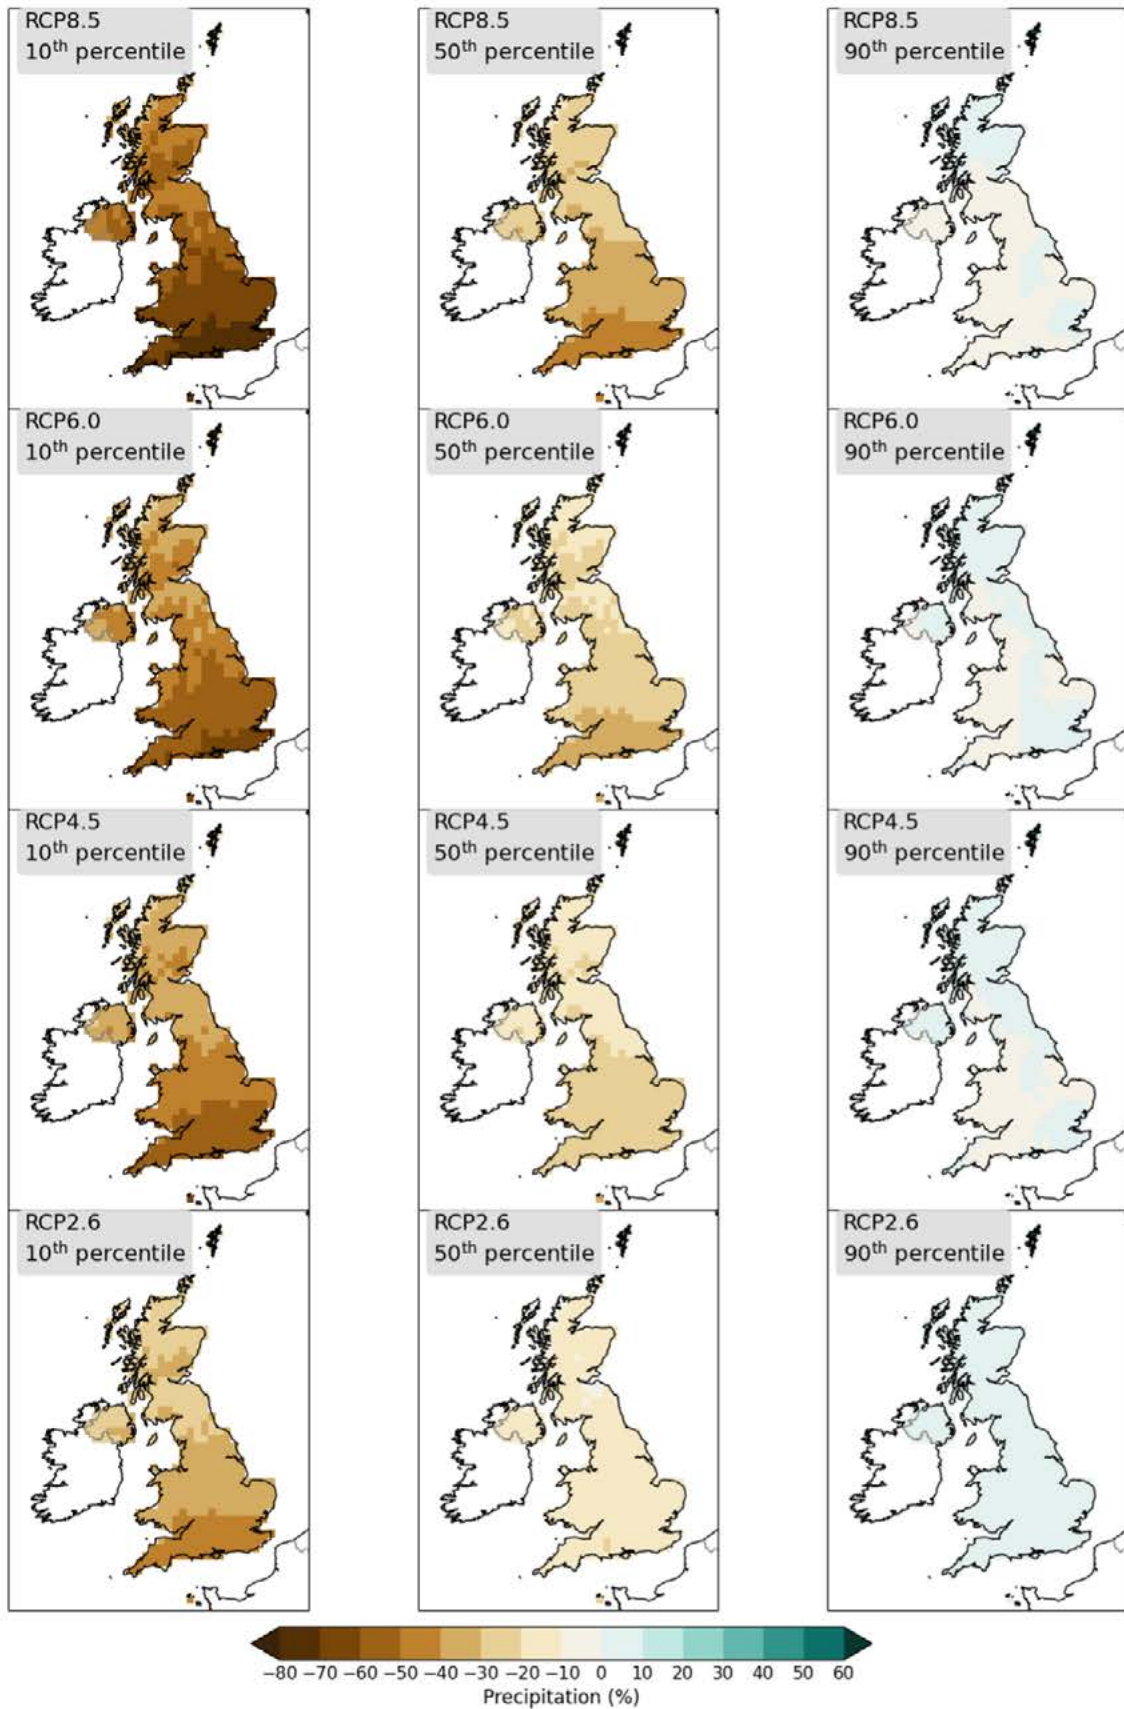 RCP8.5
10th percentile
RCP8.5
50th percentile
RCP8.5
90th percentile
RCP6.0
10th percentile
RCP6.0
50th percentile
RCP6.0
90th percentile
RCP4.5
10th percentile
RCP4.5
50th percentile
RCP4.5
90th percentile
RCP2.6
10th percentile
RCP2.6
50th percentile
RCP2.6
90th percentile
−80 −70 −60 −50 −40 −30 −20 −10 0 10 20 30 40 50 60
Precipitation (%)